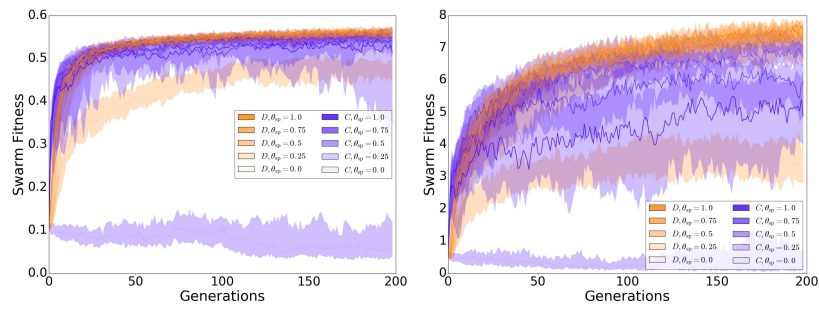 0.6
0.5
0.4
0.3
0.2
0.1
0.0
Swarm Fitness
0
50
100
150
200
Generations
D, θsp = 1.0
D, θsp = 0.75
D, θsp = 0.5
D, θsp = 0.25
D, θsp = 0.0
C, θsp = 1.0
C, θsp = 0.75
C, θsp = 0.5
C, θsp = 0.25
C, θsp = 0.0
8
7
6
5
4
3
2
1
0
Swarm Fitness
0
50
100
150
200
Generations
D, θsp = 1.0
D, θsp = 0.75
D, θsp = 0.5
D, θsp = 0.25
D, θsp = 0.0
C, θsp = 1.0
C, θsp = 0.75
C, θsp = 0.5
C, θsp = 0.25
C, θsp = 0.0